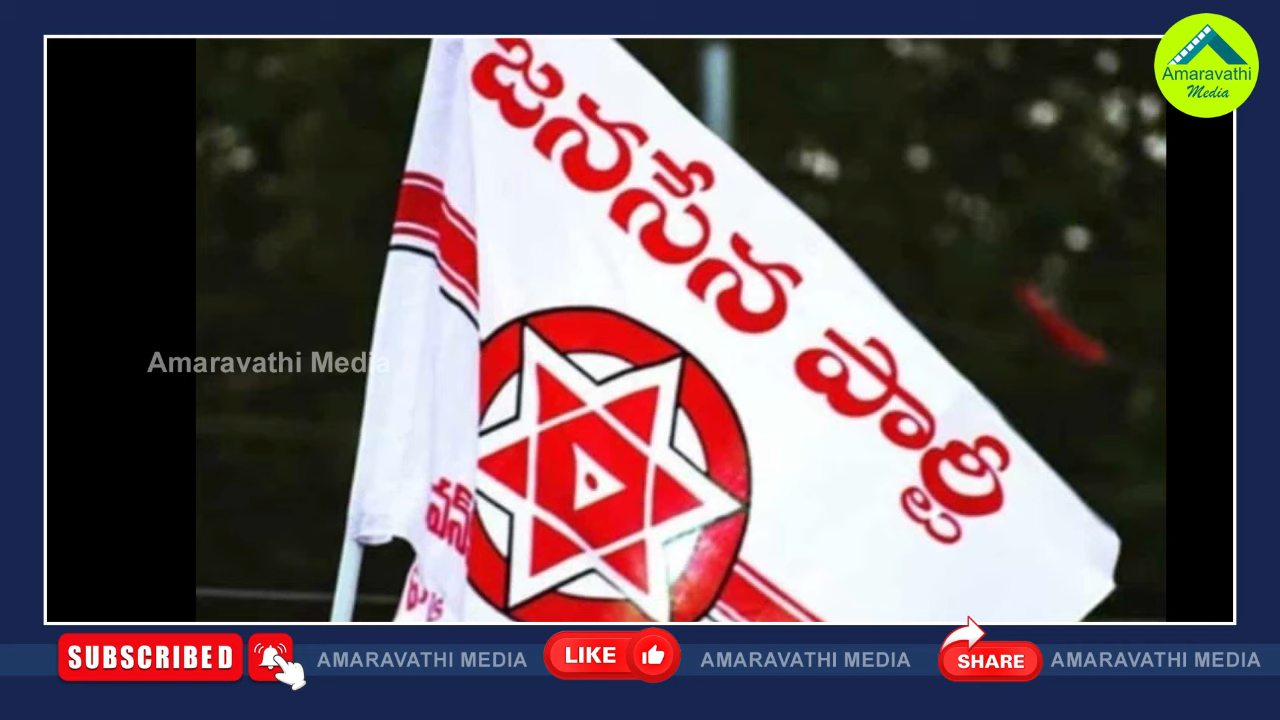 Amaravathi
Media
జనసేన పార్టీ
Amaravathi Media
SUBSCRIBED
AMARAVATHI MEDIA
LIKE
AMARAVATHI MEDIA
SHARE
AMARAVATHI MEDIA